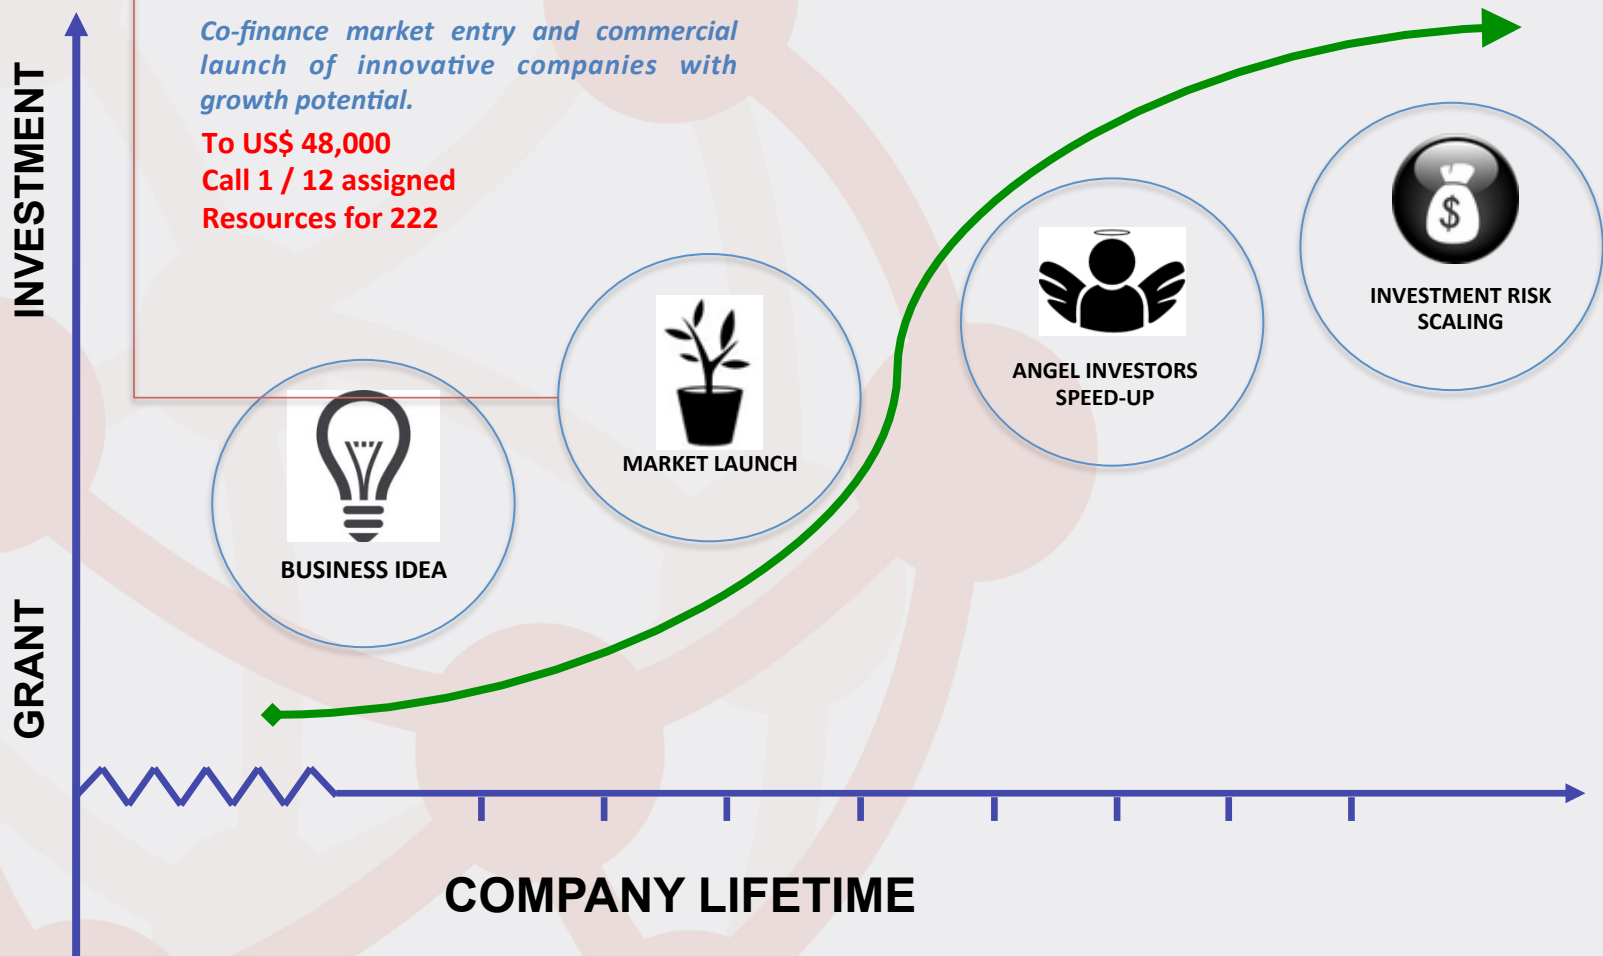 Co-finance market entry and commercial
launch of innovative companies with
growth potential.
To US$ 48,000
Call 1 / 12 assigned
Resources for 222
INVESTMENT
GRANT
BUSINESS IDEA
MARKET LAUNCH
ANGEL INVESTORS
SPEED-UP
$
INVESTMENT RISK
SCALING
COMPANY LIFETIME